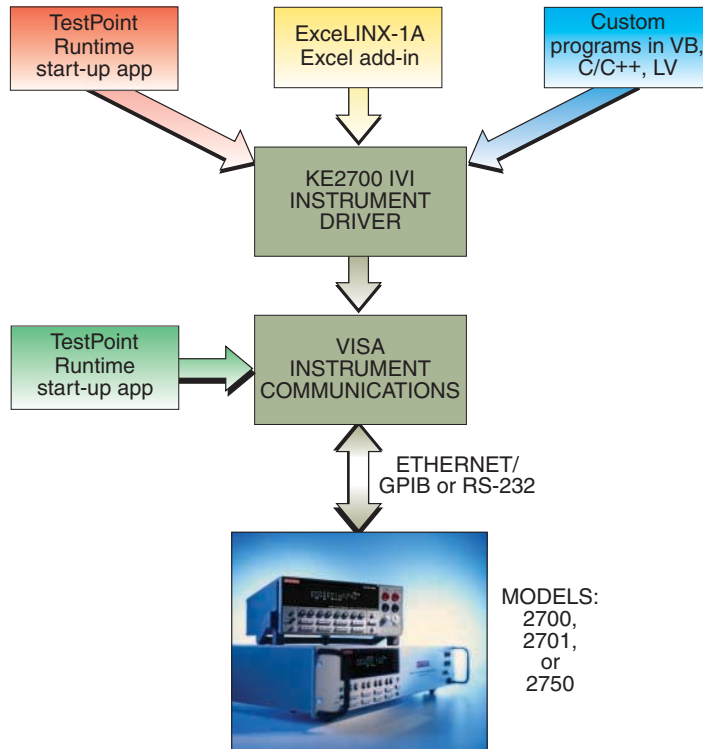 TestPoint
Runtime
start-up app
ExceLINX-1A
Excel add-in
Custom
programs in VB,
C/C++, LV
KE2700 IVI
INSTRUMENT
DRIVER
TestPoint
Runtime
start-up app
VISA
INSTRUMENT
COMMUNICATIONS
ETHERNET/
GPIB or RS-232
MODELS:
2700,
2701,
or
2750